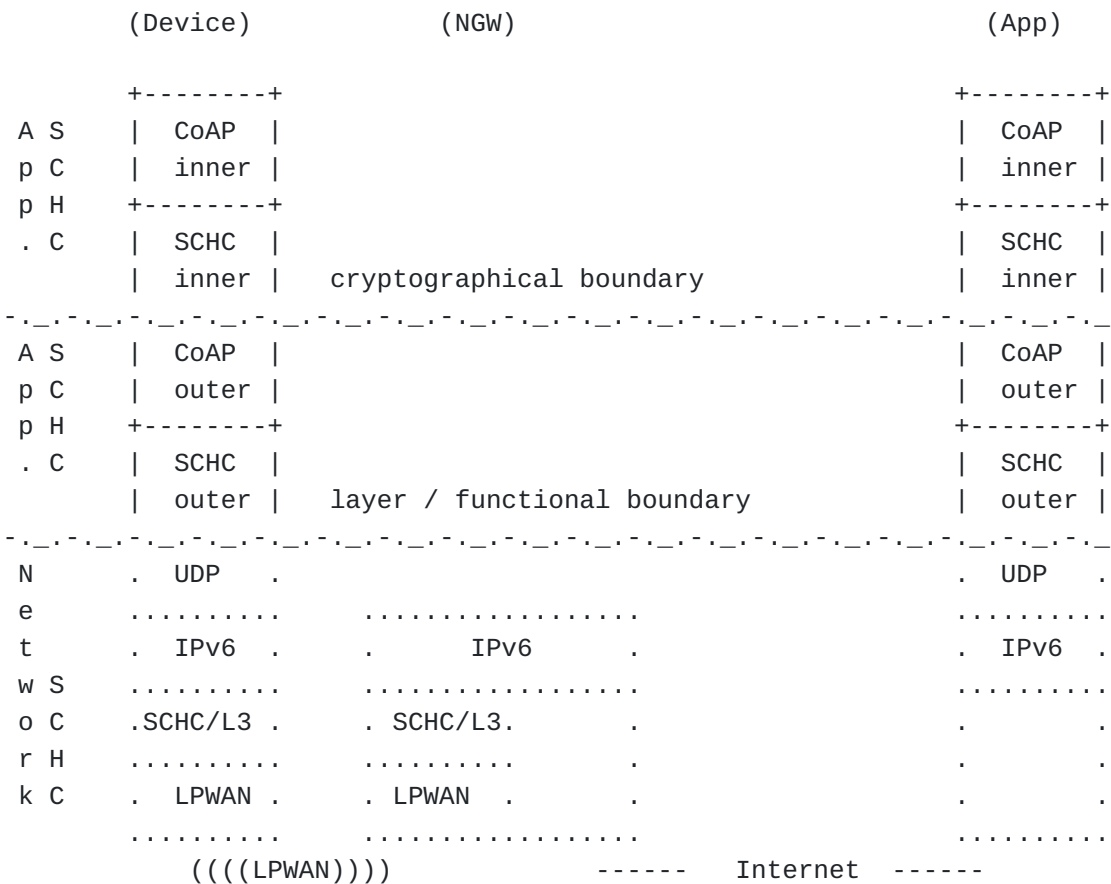 (Device)            (NGW)                              (App)

        +--------+                                           +--------+
 A S    |  CoAP  |                                           |  CoAP  |
 p C    |  inner |                                           |  inner |
 p H    +--------+                                           +--------+
 . C    |  SCHC  |                                           |  SCHC  |
        |  inner |   cryptographical boundary                |  inner |
-._.-._.-._.-._.-._.-._.-._.-._.-._.-._.-._.-._.-._.-._.-._.-._.-._.-._
 A S    |  CoAP  |                                           |  CoAP  |
 p C    |  outer |                                           |  outer |
 p H    +--------+                                           +--------+
 . C    |  SCHC  |                                           |  SCHC  |
        |  outer |   layer / functional boundary             |  outer |
-._.-._.-._.-._.-._.-._.-._.-._.-._.-._.-._.-._.-._.-._.-._.-._.-._.-._
 N      .  UDP   .                                           .  UDP   .
 e      ..........     ..................                    ..........
 t      .  IPv6  .     .      IPv6      .                    .  IPv6  .
 w S    ..........     ..................                    ..........
 o C    .SCHC/L3 .     . SCHC/L3.       .                    .        .
 r H    ..........     ..........       .                    .        .
 k C    .  LPWAN .     . LPWAN  .       .                    .        .
        ..........     ..................                    ..........
            ((((LPWAN))))             ------   Internet  ------